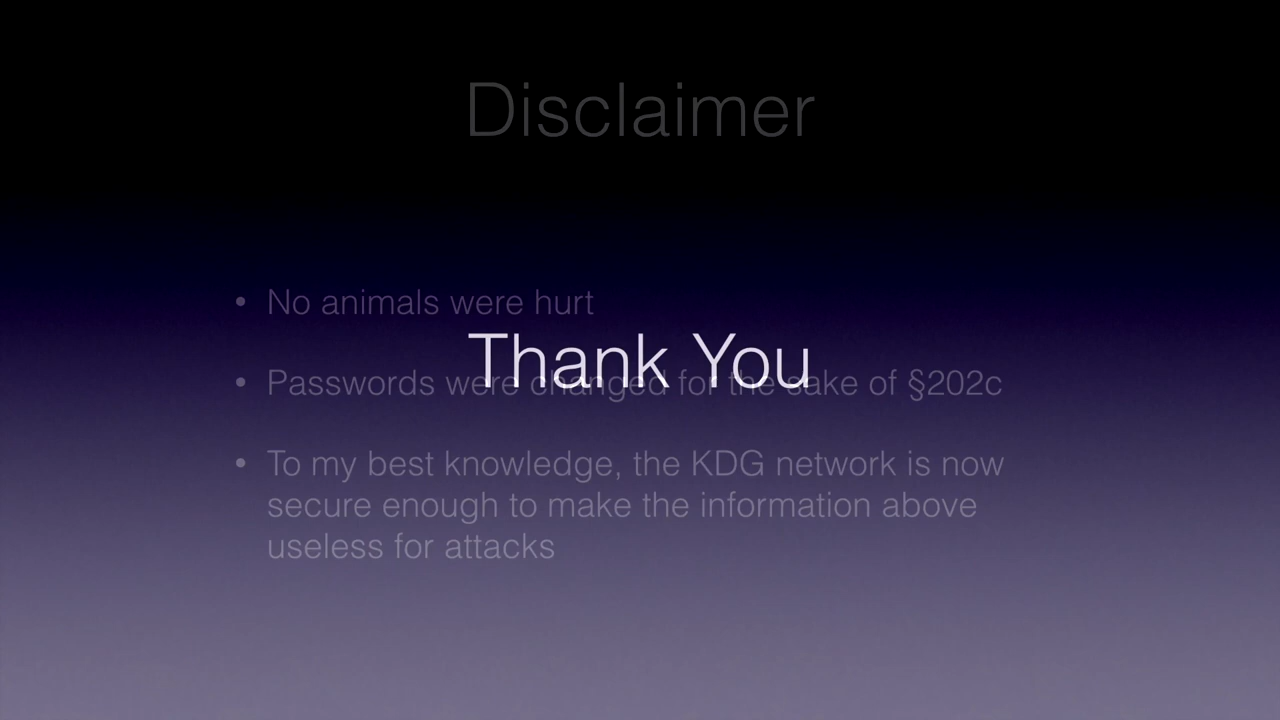 Disclaimer
• No animals were hurt
Thank You
• Passwords were changed for the sake of §202c
• To my best knowledge, the KDG network is now
secure enough to make the information above
useless for attacks